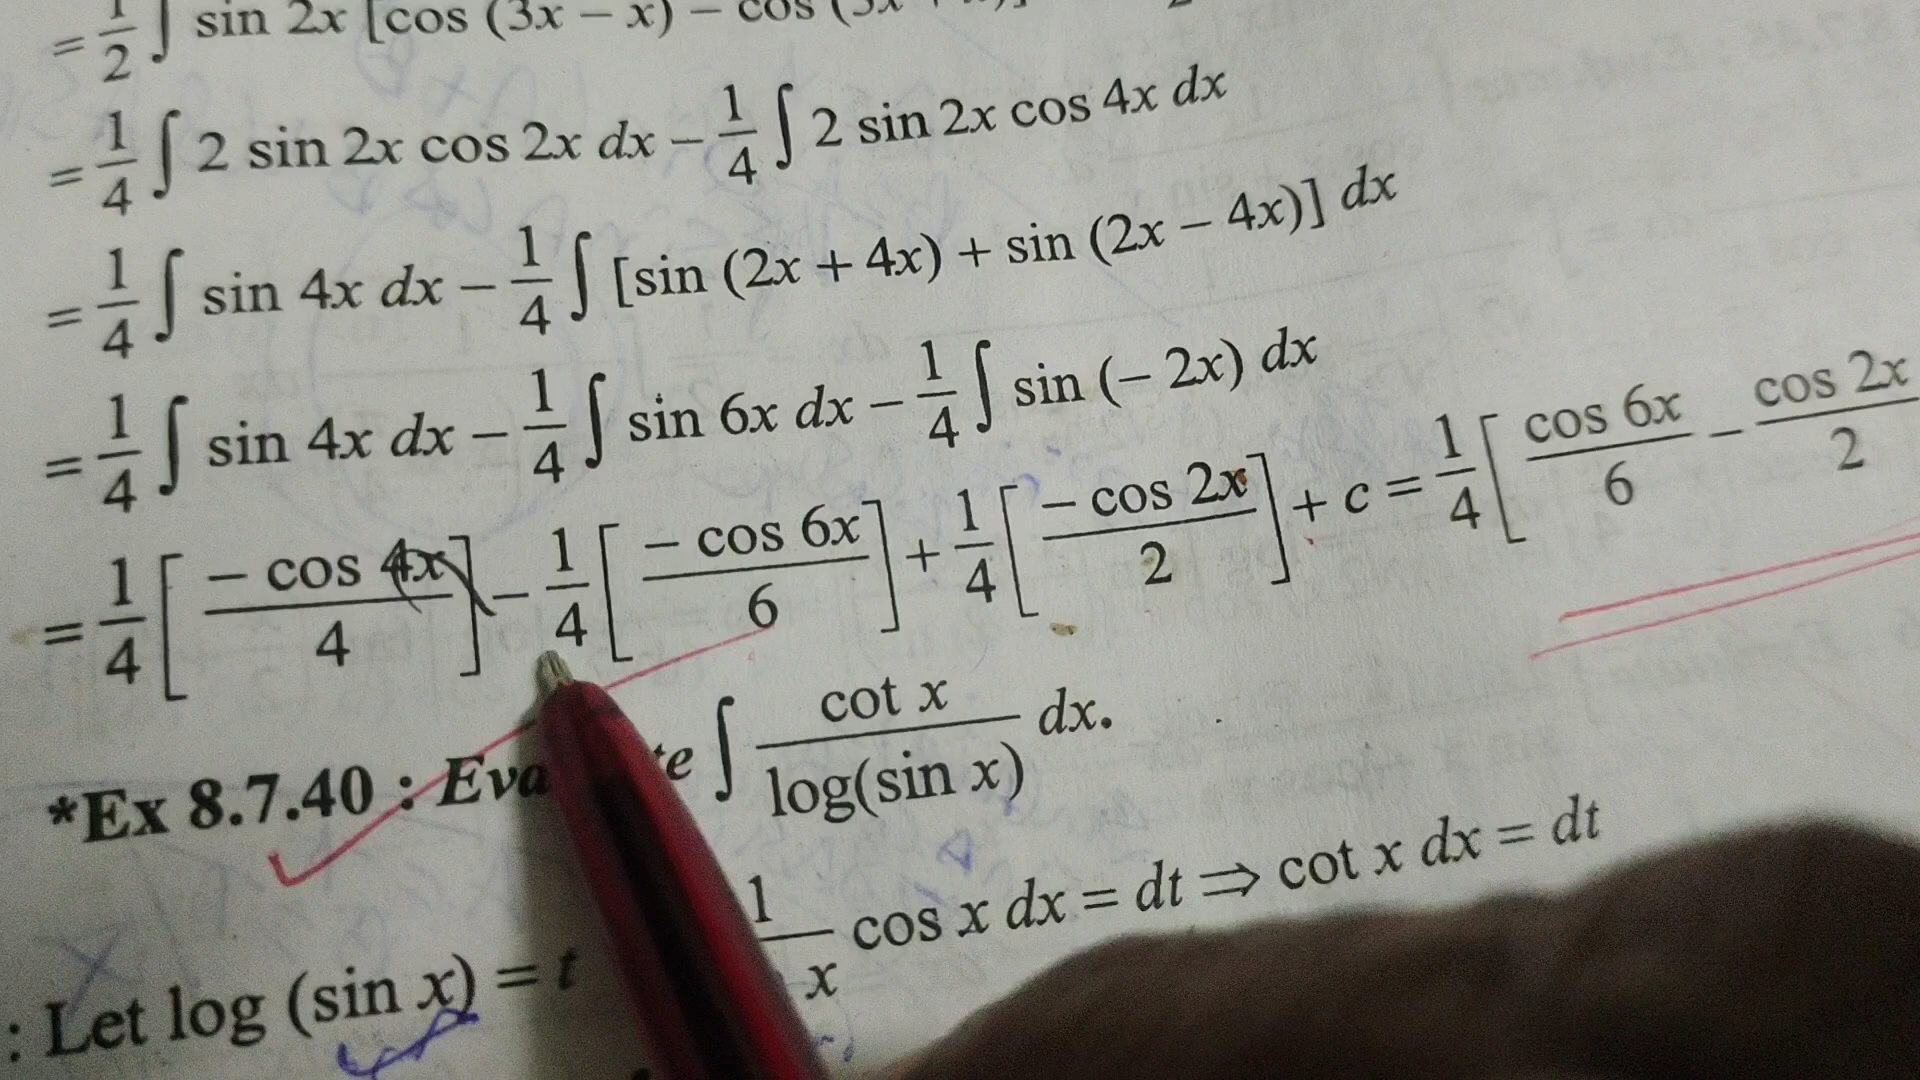 = 1/2 ∫ sin 2x [cos (3x − x) − cos
= 1/4 ∫ 2 sin 2x cos 2x dx − 1/4 ∫ 2 sin 2x cos 4x dx
= 1/4 ∫ sin 4x dx − 1/4 ∫ [sin (2x + 4x) + sin (2x − 4x)] dx
= 1/4 ∫ sin 4x dx − 1/4 ∫ sin 6x dx − 1/4 ∫ sin (− 2x) dx
= 1/4 [− cos 4x / 4] − 1/4 [− cos 6x / 6] + 1/4 [− cos 2x / 2] + c = 1/4 [cos 6x / 6 − cos 2x / 2
*Ex 8.7.40 : Eva te ∫ cot x / log(sin x) dx.
: Let log (sin x) = t 1 / x cos x dx = dt ⇒ cot x dx = dt